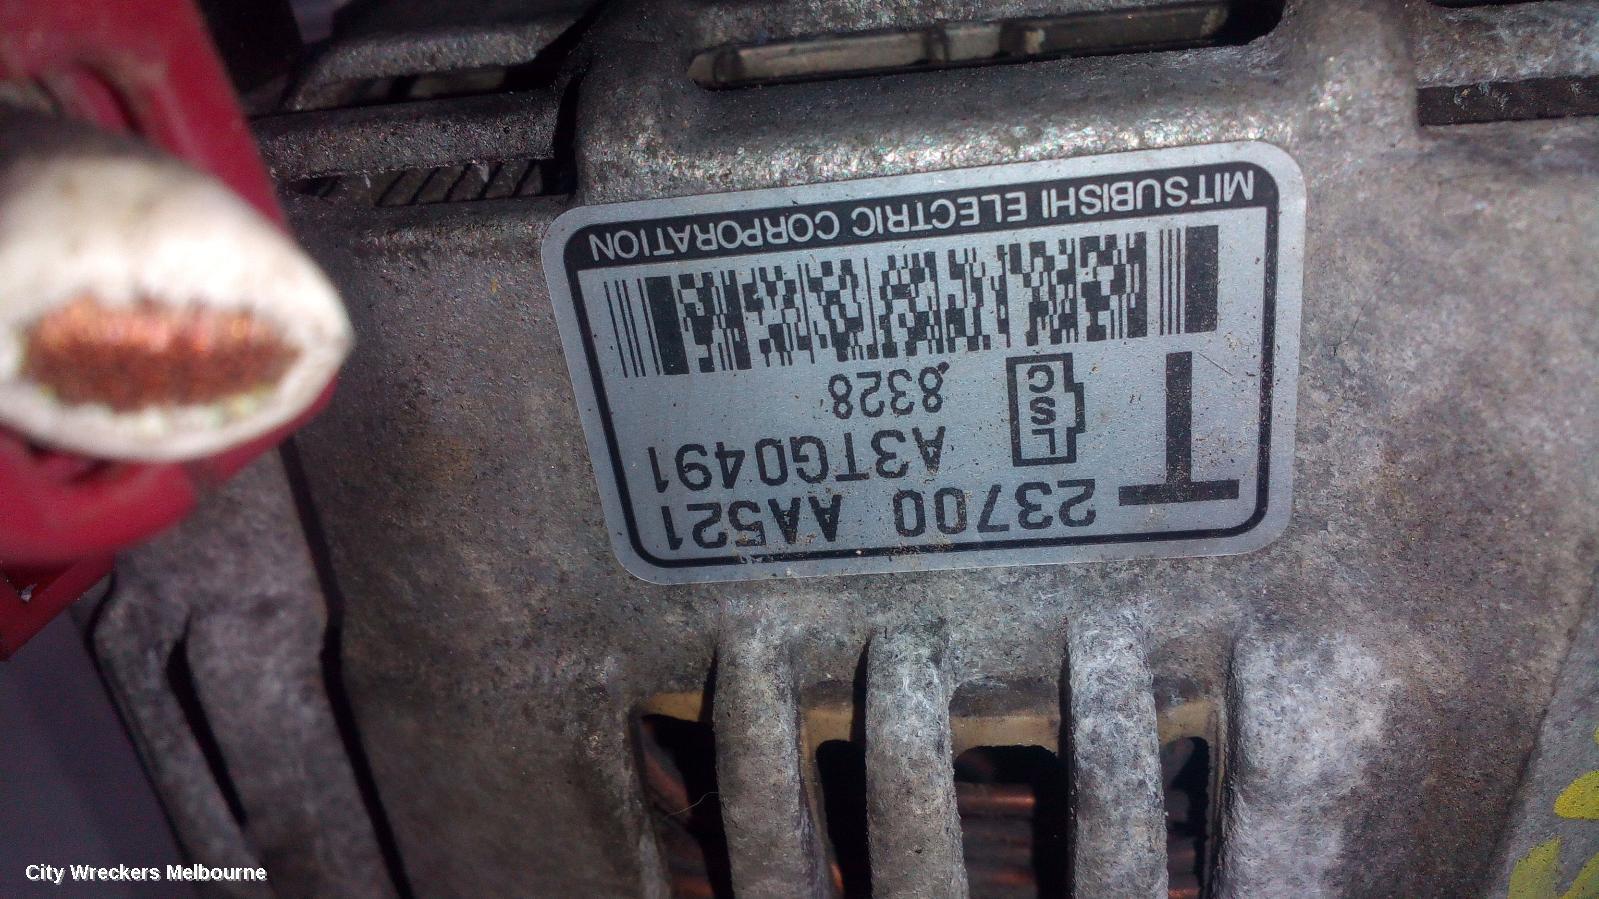 23700 AA521
A3TG0491
8328
T
LSC
MITSUBISHI ELECTRIC CORPORATION
City Wreckers Melbourne